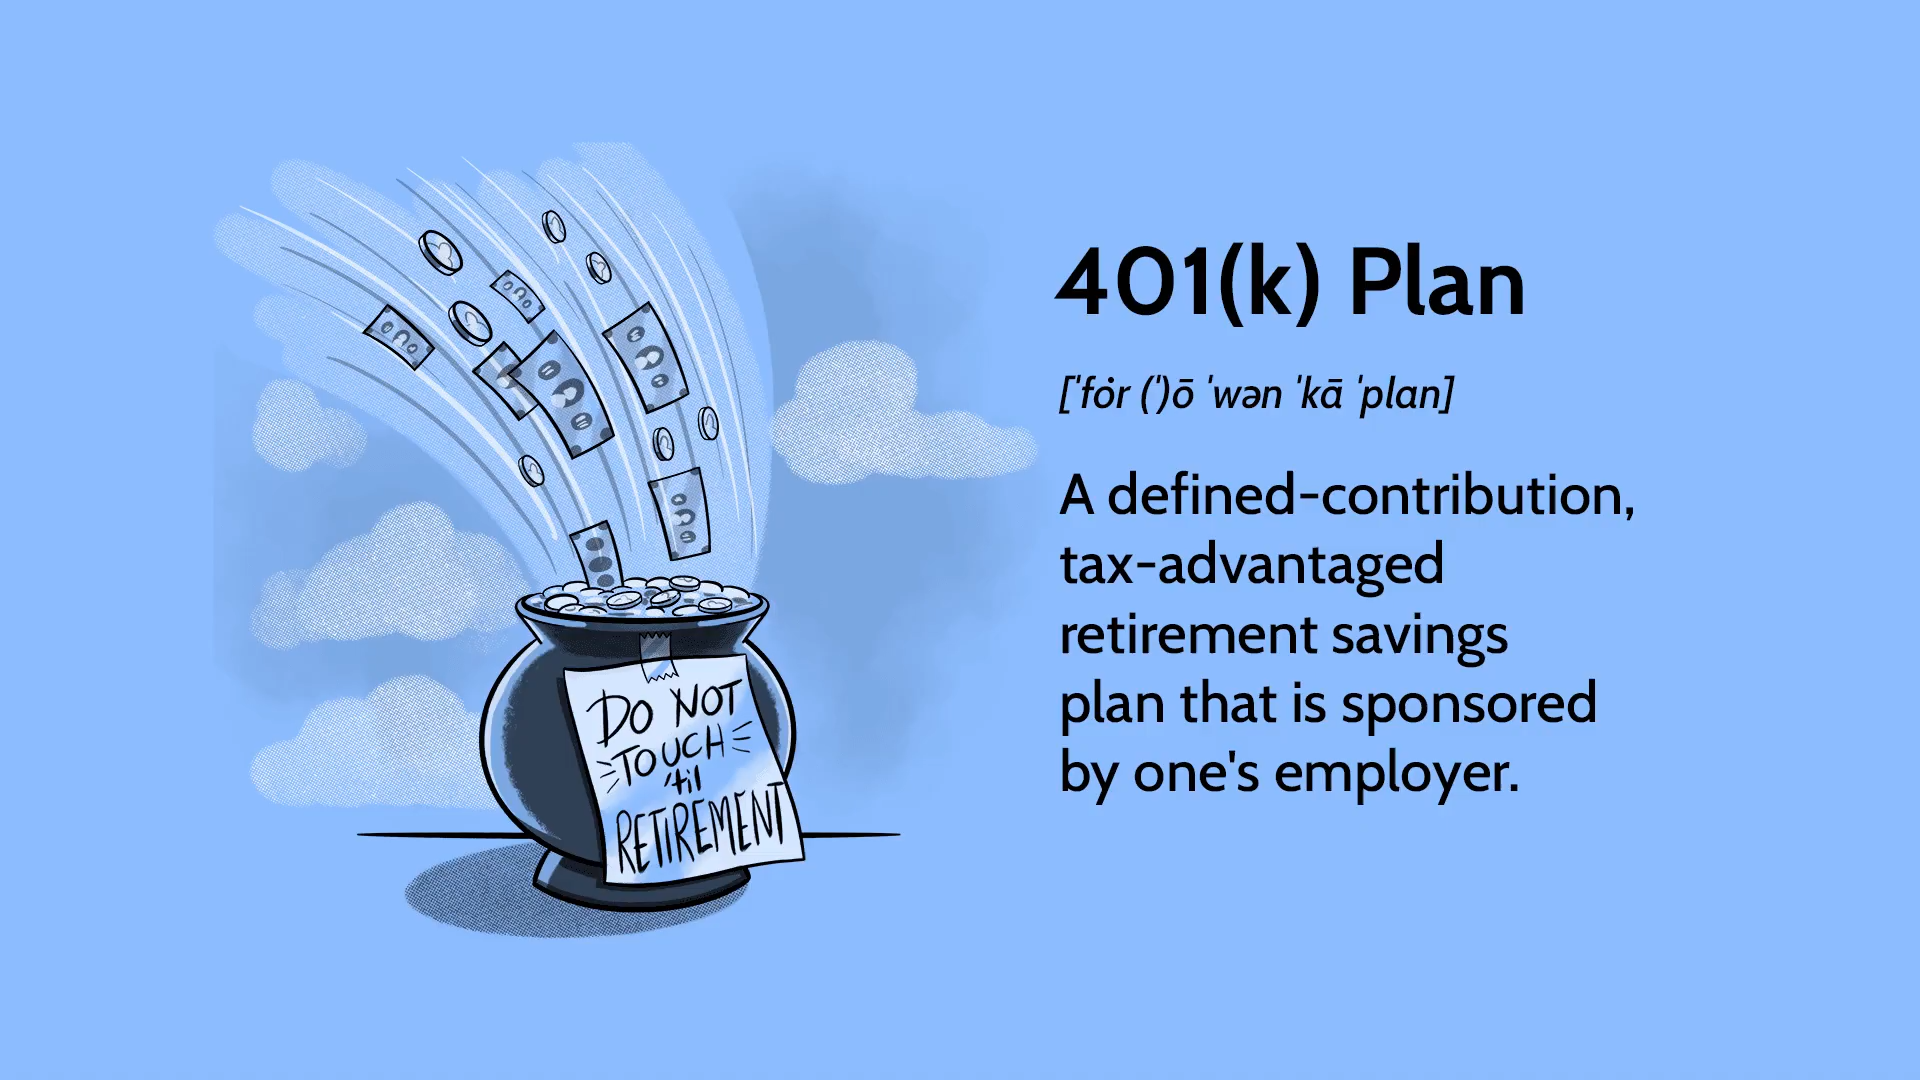 401(k) Plan
[ˈfȯr (ˈ)ō ˈwən ˈkā ˈplan]
A defined-contribution,
tax-advantaged
retirement savings
plan that is sponsored
by one's employer.
DO NOT
TOUCH
'til
RETIREMENT